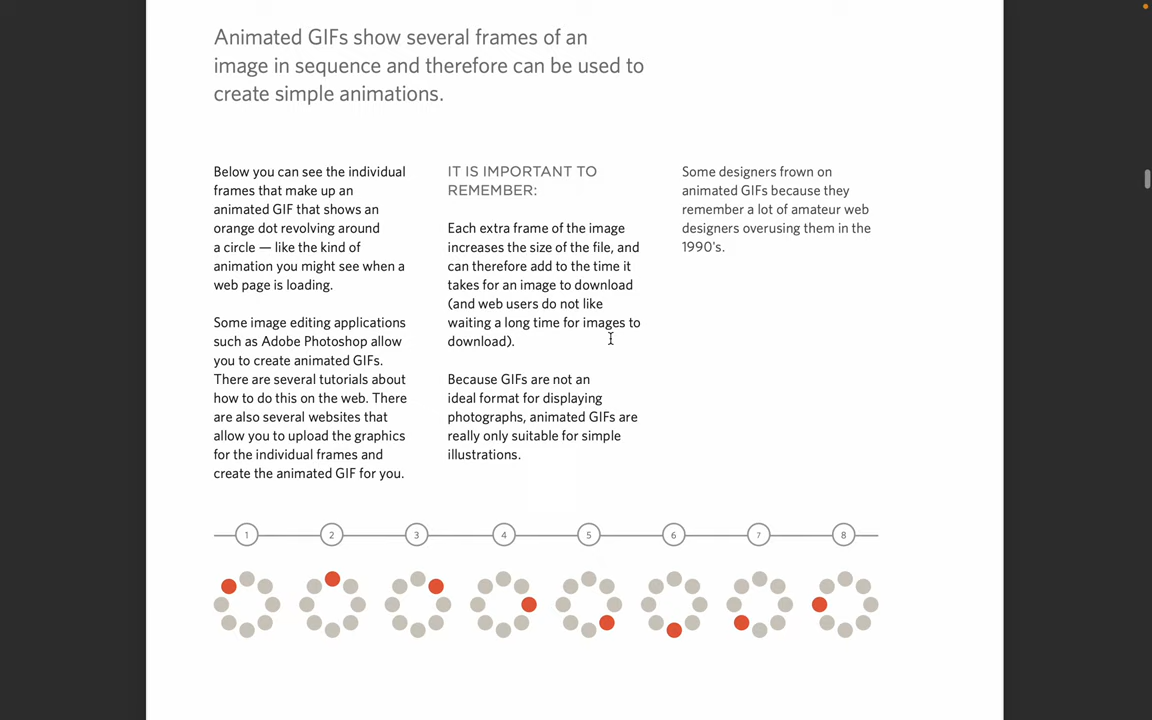 Animated GIFs show several frames of an
image in sequence and therefore can be used to
create simple animations.
Below you can see the individual
frames that make up an
animated GIF that shows an
orange dot revolving around
a circle — like the kind of
animation you might see when a
web page is loading.
Some image editing applications
such as Adobe Photoshop allow
you to create animated GIFs.
There are several tutorials about
how to do this on the web. There
are also several websites that
allow you to upload the graphics
for the individual frames and
create the animated GIF for you.
IT IS IMPORTANT TO
REMEMBER:
Each extra frame of the image
increases the size of the file, and
can therefore add to the time it
takes for an image to download
(and web users do not like
waiting a long time for images to
download).
Because GIFs are not an
ideal format for displaying
photographs, animated GIFs are
really only suitable for simple
illustrations.
Some designers frown on
animated GIFs because they
remember a lot of amateur web
designers overusing them in the
1990's.
1 2 3 4 5 6 7 8